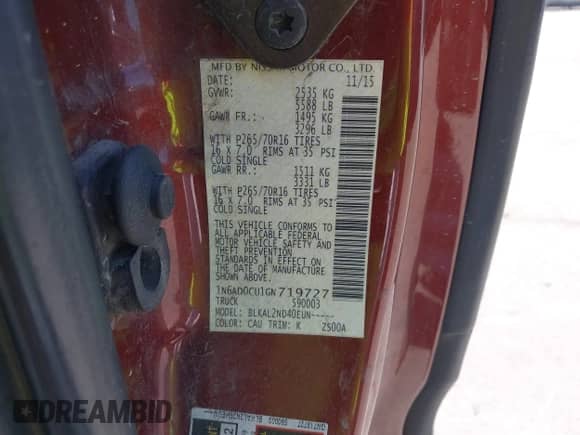 MFD BY NISSAN MOTOR CO., LTD.
DATE: 11/15
GVWR: 2535 KG
5588 LB
GAWR FR.: 1495 KG
3296 LB
WITH P265/70R16 TIRES
16 X 7.0 RIMS AT 35 PSI
COLD SINGLE
GAWR RR.: 1511 KG
3331 LB
WITH P265/70R16 TIRES
16 X 7.0 RIMS AT 35 PSI
COLD SINGLE
THIS VEHICLE CONFORMS TO
ALL APPLICABLE FEDERAL
MOTOR VEHICLE SAFETY AND
THEFT PREVENTION
STANDARDS IN EFFECT ON
THE DATE OF MANUFACTURE
SHOWN ABOVE.
1N6AD0CU1GN719727
TRUCK 590003
MODEL: BLKAL2ND40EUN-----
COLOR: CAU TRIM: K 2500A
DREAMBID